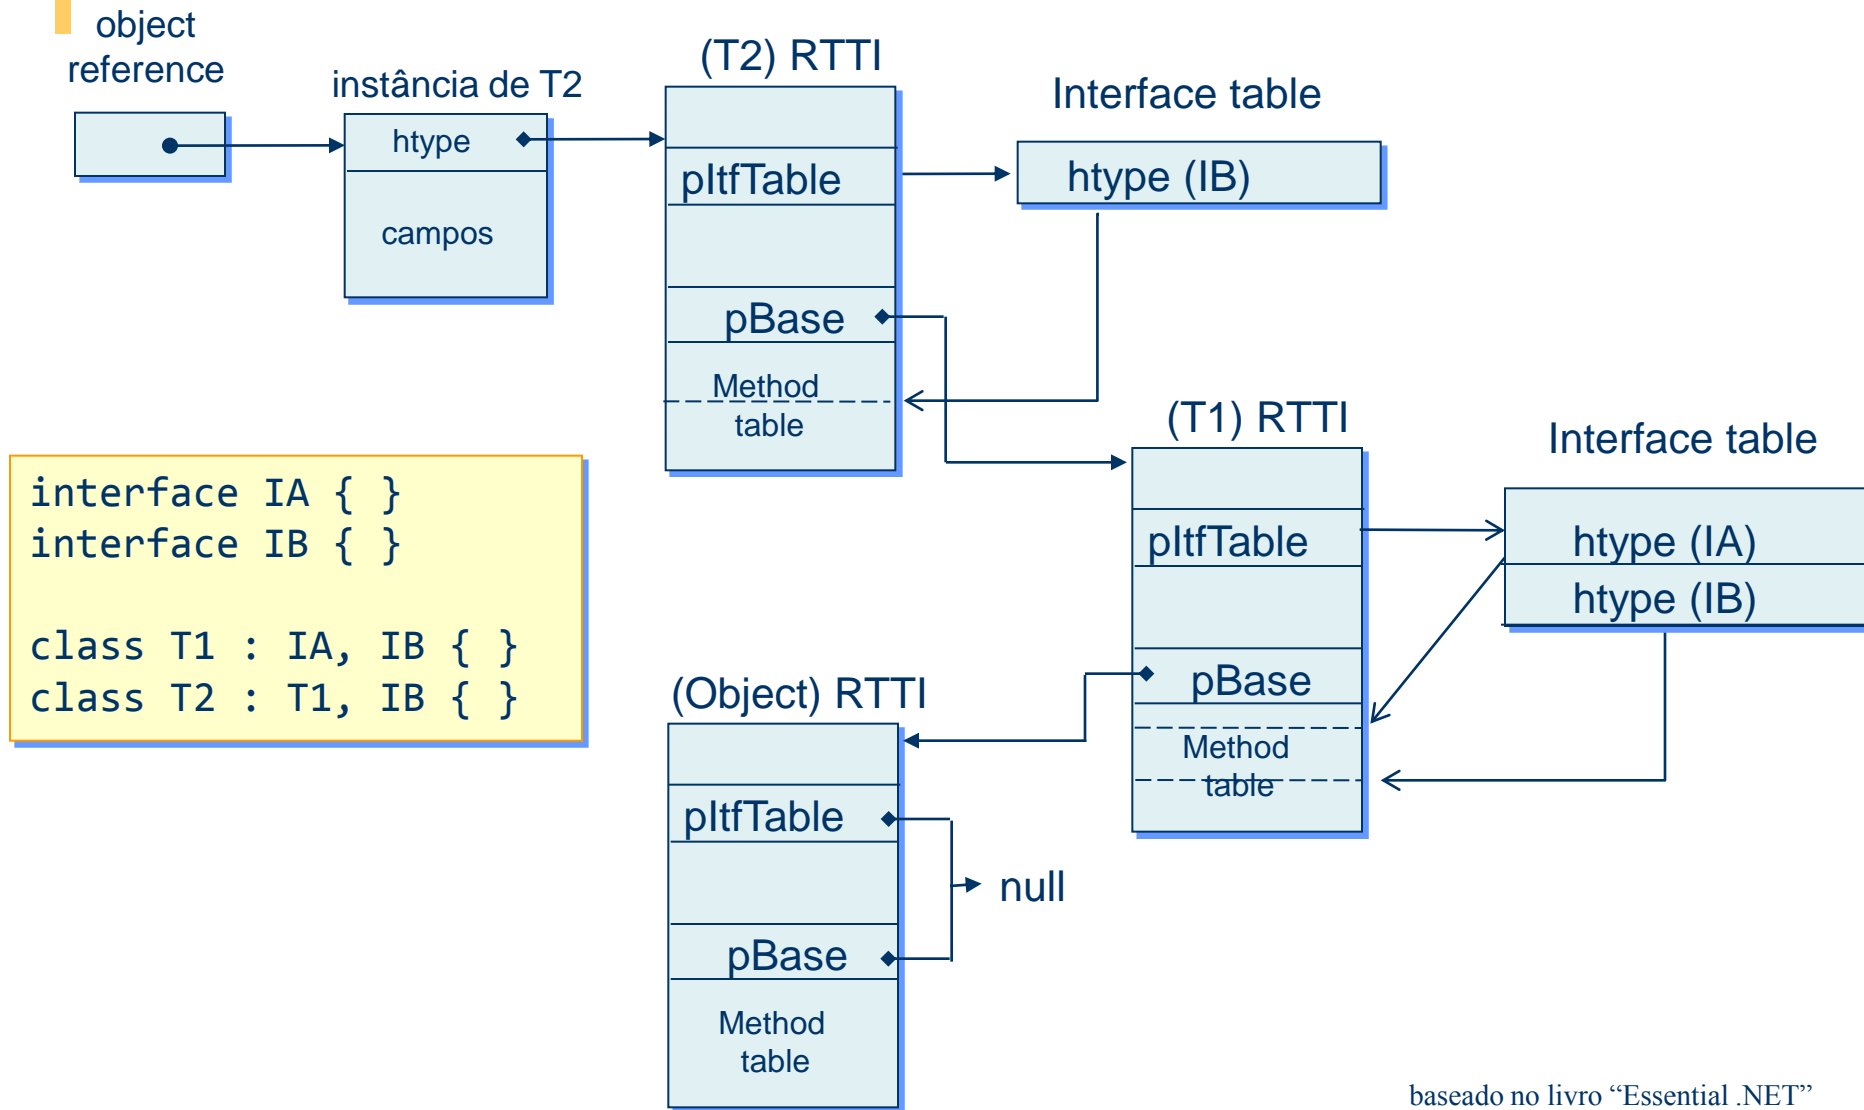 object
reference
instância de T2
htype
campos
(T2) RTTI
pItfTable
pBase
Method
table
Interface table
htype (IB)
(T1) RTTI
pItfTable
pBase
Method
table
Interface table
htype (IA)
htype (IB)
interface IA { }
interface IB { }
class T1 : IA, IB { }
class T2 : T1, IB { }
(Object) RTTI
pItfTable
pBase
Method
table
null
baseado no livro “Essential .NET”